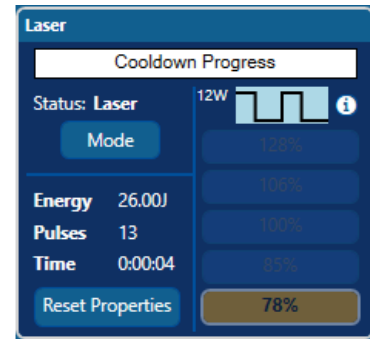 Laser
Cooldown Progress
Status: Laser
Mode
Energy 26.00J
Pulses 13
Time 0:00:04
Reset Properties
12W
i
128%
106%
100%
85%
78%